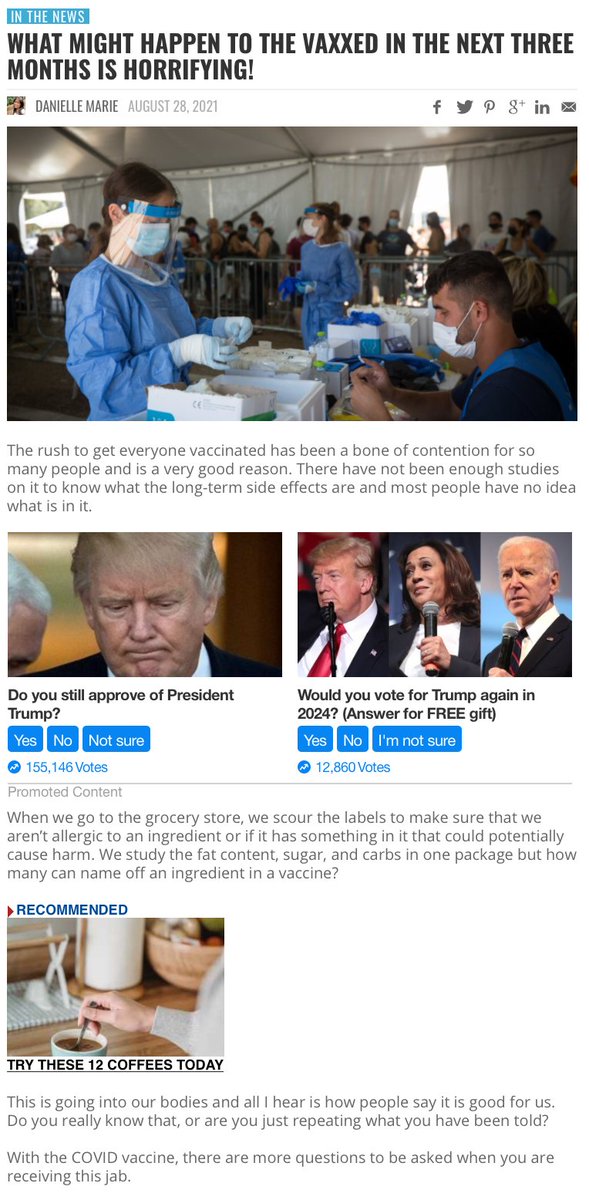 IN THE NEWS
WHAT MIGHT HAPPEN TO THE VAXXED IN THE NEXT THREE
MONTHS IS HORRIFYING!
DANIELLE MARIE AUGUST 28, 2021
The rush to get everyone vaccinated has been a bone of contention for so
many people and is a very good reason. There have not been enough studies
on it to know what the long-term side effects are and most people have no idea
what is in it.
Do you still approve of President
Trump?
Yes No Not sure
155,146 Votes
Would you vote for Trump again in
2024? (Answer for FREE gift)
Yes No I'm not sure
12,860 Votes
Promoted Content
When we go to the grocery store, we scour the labels to make sure that we
aren’t allergic to an ingredient or if it has something in it that could potentially
cause harm. We study the fat content, sugar, and carbs in one package but how
many can name off an ingredient in a vaccine?
RECOMMENDED
TRY THESE 12 COFFEES TODAY
This is going into our bodies and all I hear is how people say it is good for us.
Do you really know that, or are you just repeating what you have been told?
With the COVID vaccine, there are more questions to be asked when you are
receiving this jab.